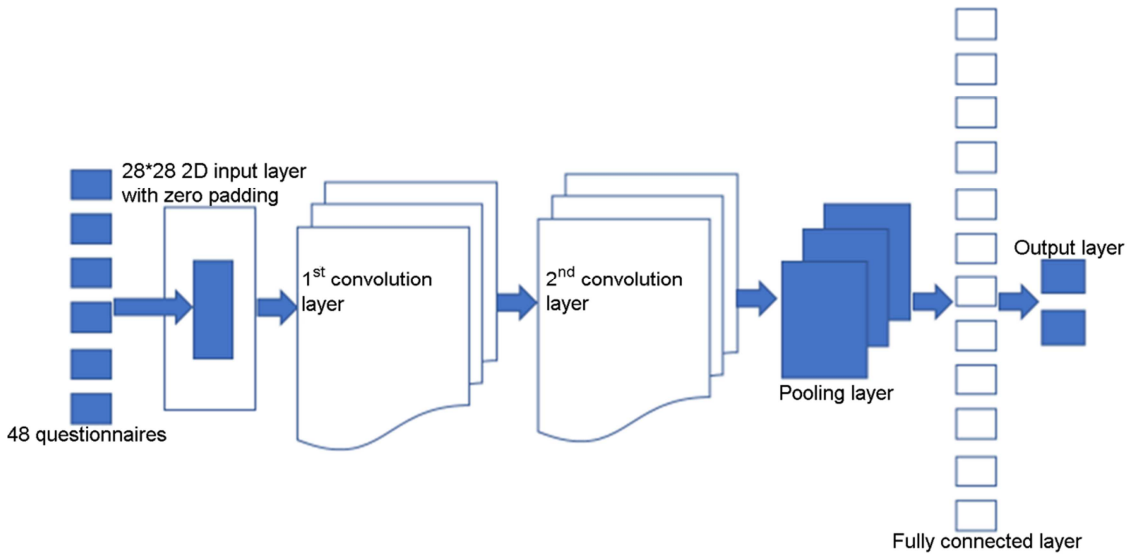 28*28 2D input layer
with zero padding
48 questionnaires
1st convolution
layer
2nd convolution
layer
Pooling layer
Fully connected layer
Output layer